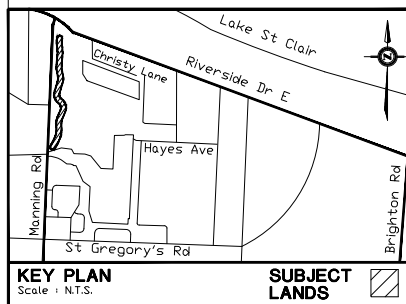 Lake St Clair
Christy Lane
Riverside Dr E
N
Hayes Ave
Manning Rd
Brighton Rd
St Gregory's Rd
KEY PLAN
Scale : N.T.S.
SUBJECT
LANDS